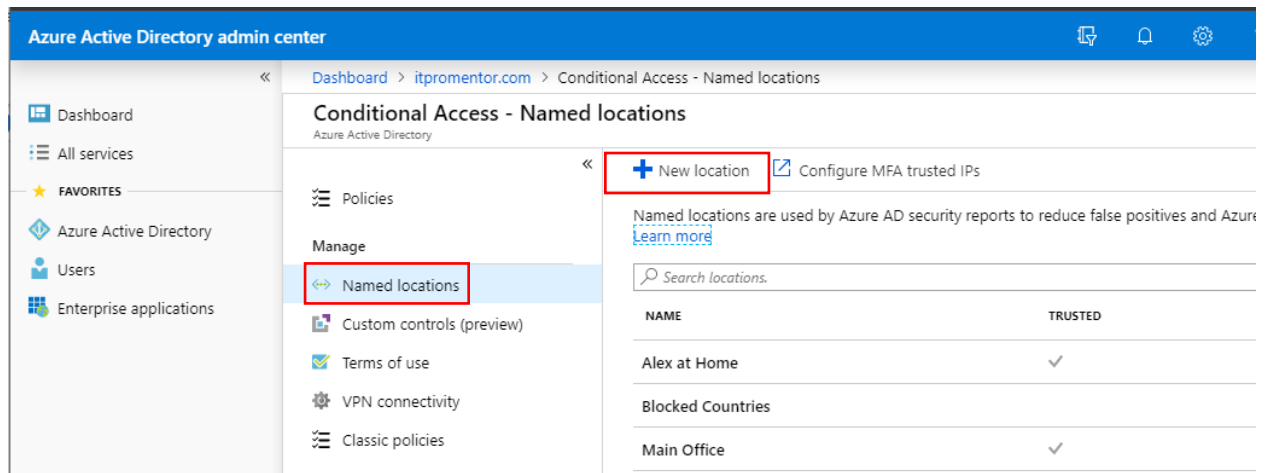 Azure Active Directory admin center
Dashboard > itpromentor.com > Conditional Access - Named locations
Dashboard
All services
FAVORITES
Azure Active Directory
Users
Enterprise applications
Conditional Access - Named locations
Azure Active Directory
Policies
Manage
Named locations
Custom controls (preview)
Terms of use
VPN connectivity
Classic policies
New location
Configure MFA trusted IPs
Named locations are used by Azure AD security reports to reduce false positives and Azure
Learn more
Search locations.
NAME TRUSTED
Alex at Home
Blocked Countries
Main Office